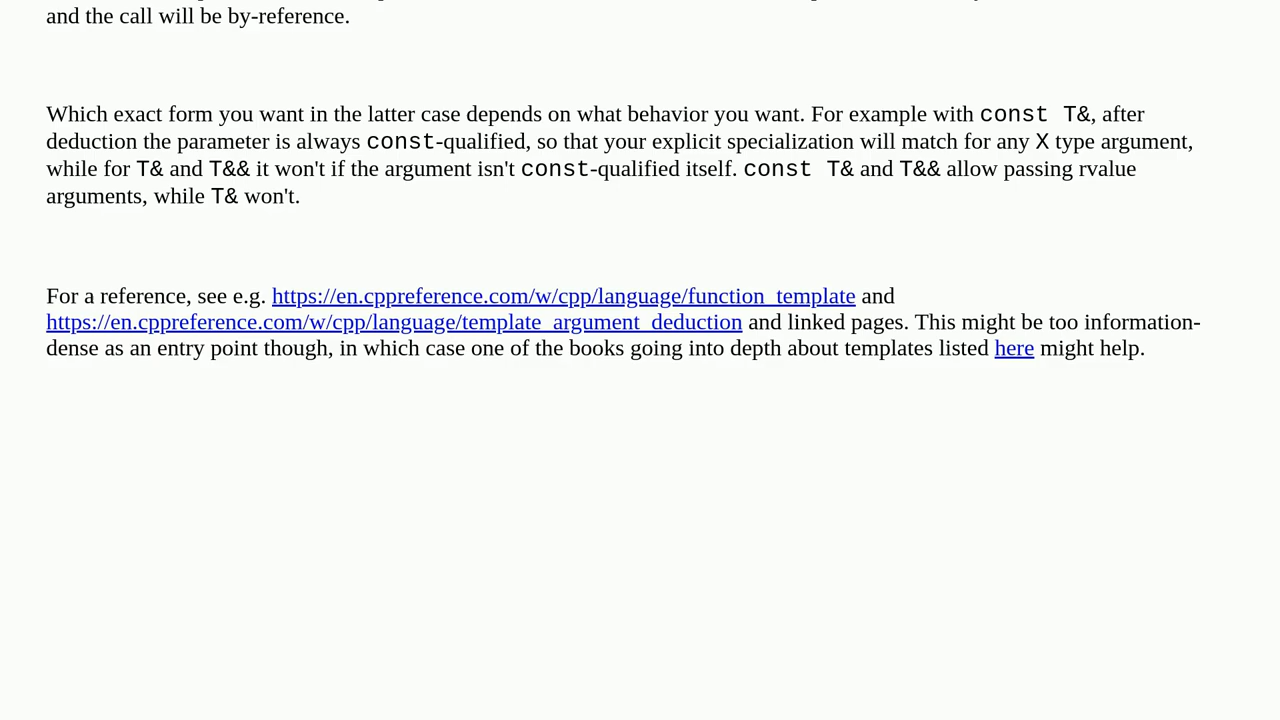 and the call will be by-reference.
Which exact form you want in the latter case depends on what behavior you want. For example with const T&, after
deduction the parameter is always const-qualified, so that your explicit specialization will match for any X type argument,
while for T& and T&& it won't if the argument isn't const-qualified itself. const T& and T&& allow passing rvalue
arguments, while T& won't.
For a reference, see e.g. https://en.cppreference.com/w/cpp/language/function_template and
https://en.cppreference.com/w/cpp/language/template_argument_deduction and linked pages. This might be too information-
dense as an entry point though, in which case one of the books going into depth about templates listed here might help.